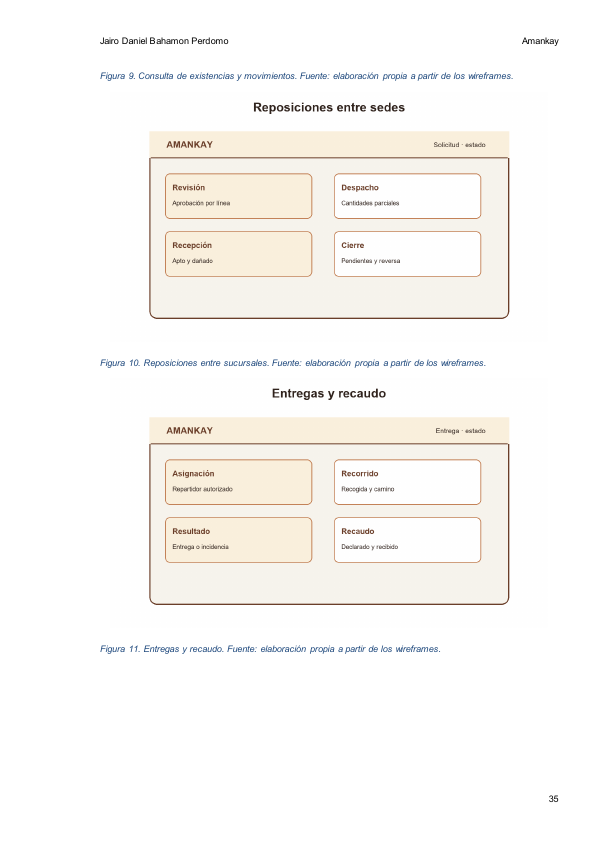 Jairo Daniel Bahamon Perdomo Amankay
Figura 9. Consulta de existencias y movimientos. Fuente: elaboración propia a partir de los wireframes.
Reposiciones entre sedes
AMANKAY Solicitud · estado
Revisión Despacho
Aprobación por línea Cantidades parciales
Recepción Cierre
Apto y dañado Pendientes y reversa
Figura 10. Reposiciones entre sucursales. Fuente: elaboración propia a partir de los wireframes.
Entregas y recaudo
AMANKAY Entrega · estado
Asignación Recorrido
Repartidor autorizado Recogida y camino
Resultado Recaudo
Entrega o incidencia Declarado y recibido
Figura 11. Entregas y recaudo. Fuente: elaboración propia a partir de los wireframes.
35